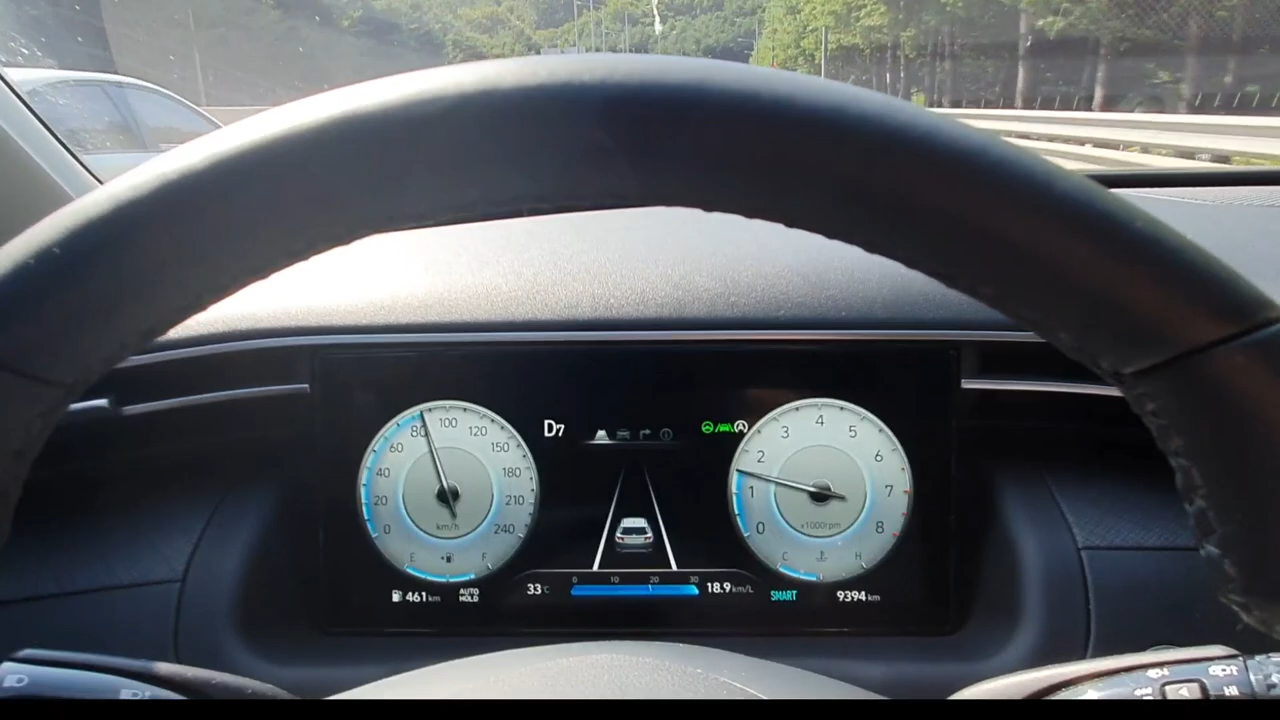 D7
80 100
60 120
40 150
20 180
0 210
240
km/h
E F
461 km
AUTO HOLD
33 °C
0 10 20 30
18.9 km/L
4
3 5
2 6
1 7
0 8
x1000rpm
C H
SMART
9394 km
HI